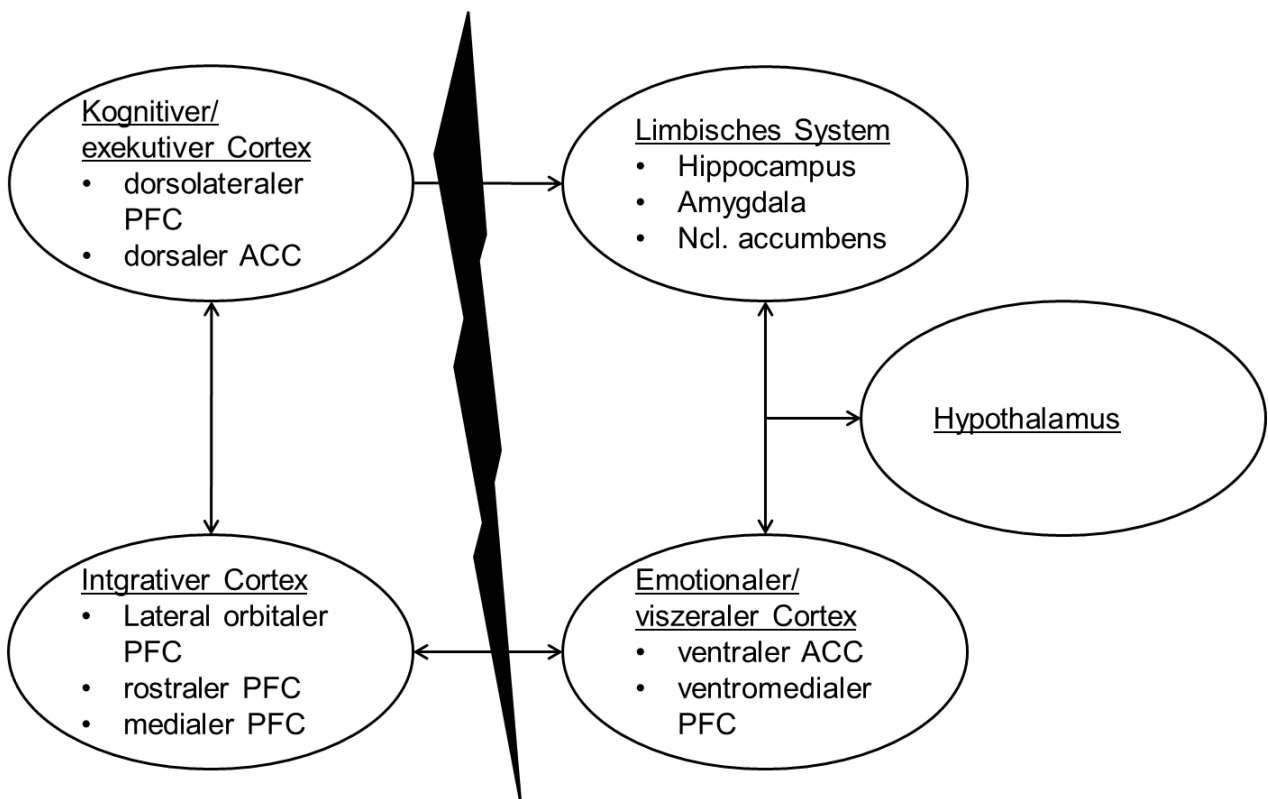 Kognitiver/
exekutiver Cortex
• dorsolateraler
PFC
• dorsaler ACC
Limbisches System
• Hippocampus
• Amygdala
• Ncl. accumbens
Hypothalamus
Intgrativer Cortex
• Lateral orbitaler
PFC
• rostraler PFC
• medialer PFC
Emotionaler/
viszeraler Cortex
• ventraler ACC
• ventromedialer
PFC